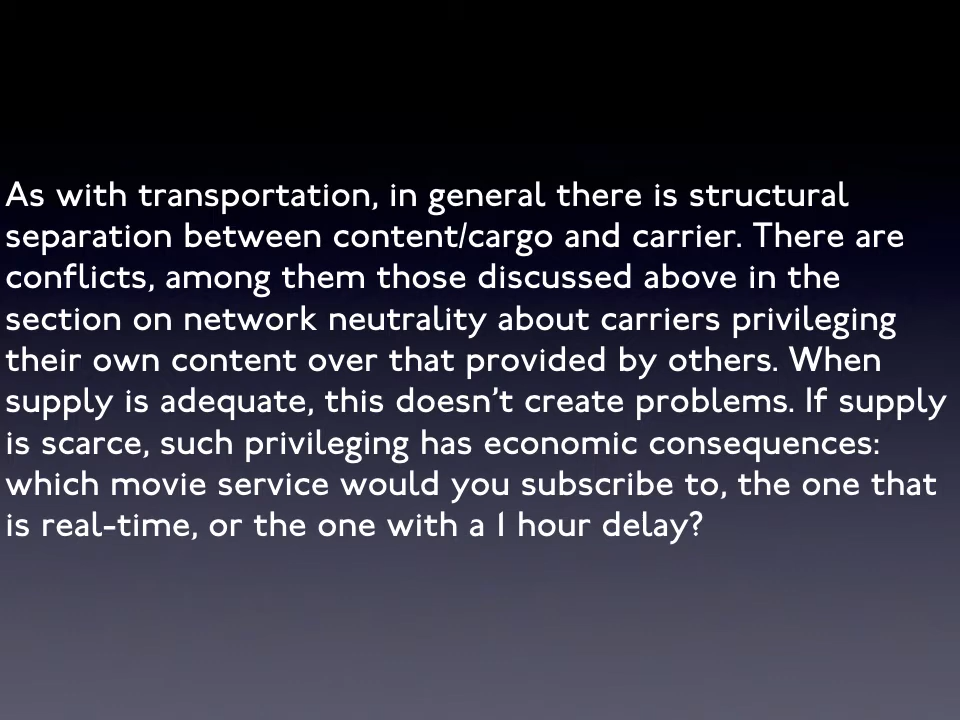 As with transportation, in general there is structural
separation between content/cargo and carrier. There are
conflicts, among them those discussed above in the
section on network neutrality about carriers privileging
their own content over that provided by others. When
supply is adequate, this doesn’t create problems. If supply
is scarce, such privileging has economic consequences:
which movie service would you subscribe to, the one that
is real-time, or the one with a 1 hour delay?